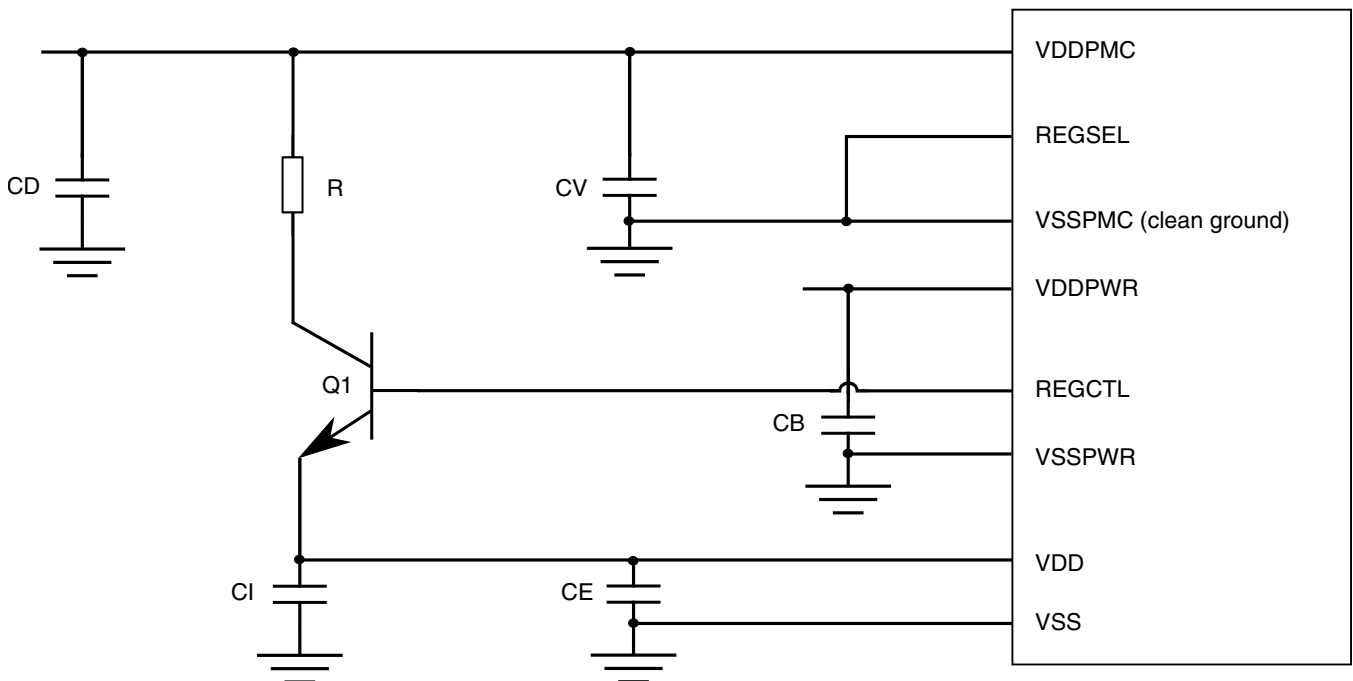 VDDPMC
REGSEL
CD
R
CV
VSSPMC (clean ground)
VDDPWR
Q1
REGCTL
CB
VSSPWR
VDD
CI
CE
VSS